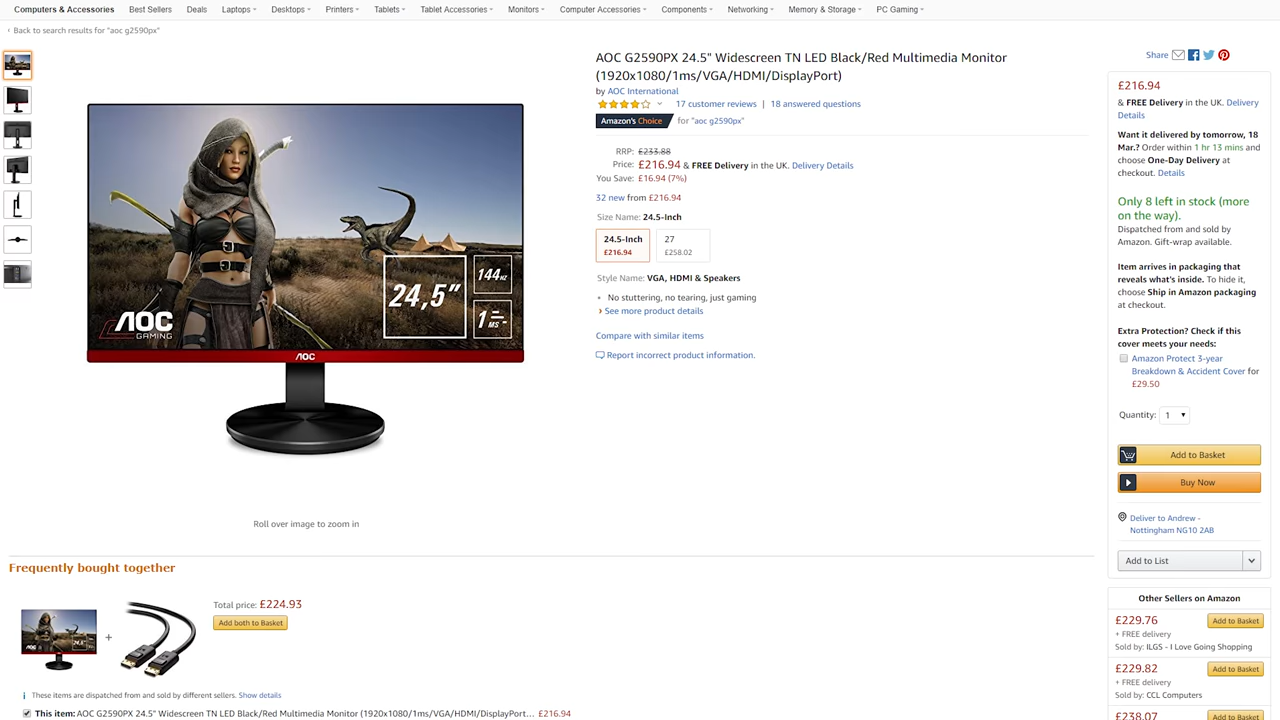 Computers & Accessories Best Sellers Deals Laptops Desktops Printers Tablets Tablet Accessories Monitors Computer Accessories Components Networking Memory & Storage PC Gaming
‹ Back to search results for "aoc g2590px"
AOC G2590PX 24.5" Widescreen TN LED Black/Red Multimedia Monitor
(1920x1080/1ms/VGA/HDMI/DisplayPort)
by AOC International
17 customer reviews | 18 answered questions
Amazon's Choice for "aoc g2590px"
RRP: £233.88
Price: £216.94 & FREE Delivery in the UK. Delivery Details
You Save: £16.94 (7%)
32 new from £216.94
Size Name: 24.5-Inch
24.5-Inch
£216.94
27
£258.02
Style Name: VGA, HDMI & Speakers
No stuttering, no tearing, just gaming
› See more product details
Compare with similar items
Report incorrect product information.
24,5"
144HZ
1 MS
AOC
GAMING
AOC
Roll over image to zoom in
Share
£216.94
& FREE Delivery in the UK. Delivery
Details
Want it delivered by tomorrow, 18
Mar.? Order within 1 hr 13 mins and
choose One-Day Delivery at
checkout. Details
Only 8 left in stock (more
on the way).
Dispatched from and sold by
Amazon. Gift-wrap available.
Item arrives in packaging that
reveals what's inside. To hide it,
choose Ship in Amazon packaging
at checkout.
Extra Protection? Check if this
cover meets your needs:
Amazon Protect 3-year
Breakdown & Accident Cover for
£29.50
Quantity: 1
Add to Basket
Buy Now
Deliver to Andrew -
Nottingham NG10 2AB
Add to List
Other Sellers on Amazon
£229.76 Add to Basket
+ FREE delivery
Sold by: ILGS - I Love Going Shopping
£229.82 Add to Basket
+ FREE delivery
Sold by: CCL Computers
£238.07 Add to Basket
Frequently bought together
+
Total price: £224.93
Add both to Basket
i These items are dispatched from and sold by different sellers. Show details
This item: AOC G2590PX 24.5" Widescreen TN LED Black/Red Multimedia Monitor (1920x1080/1ms/VGA/HDMI/DisplayPort... £216.94